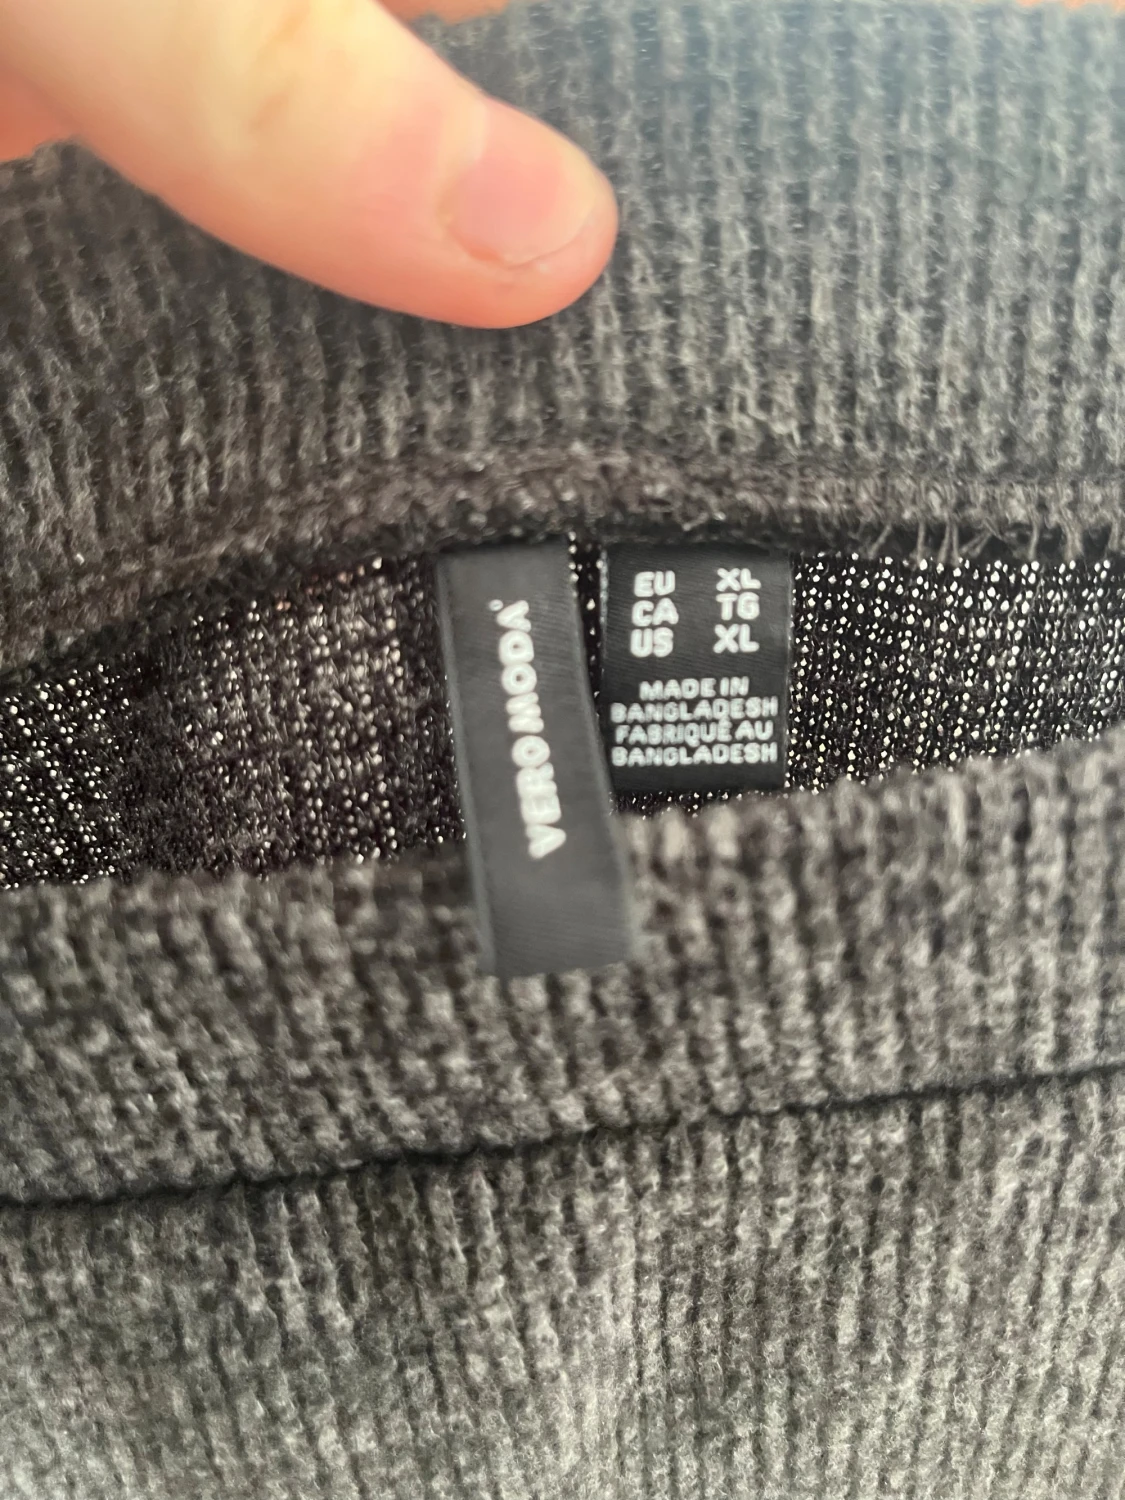 VERO MODA
EU XL
CA TG
US XL
MADE IN
BANGLADESH
FABRIQUÉ AU
BANGLADESH